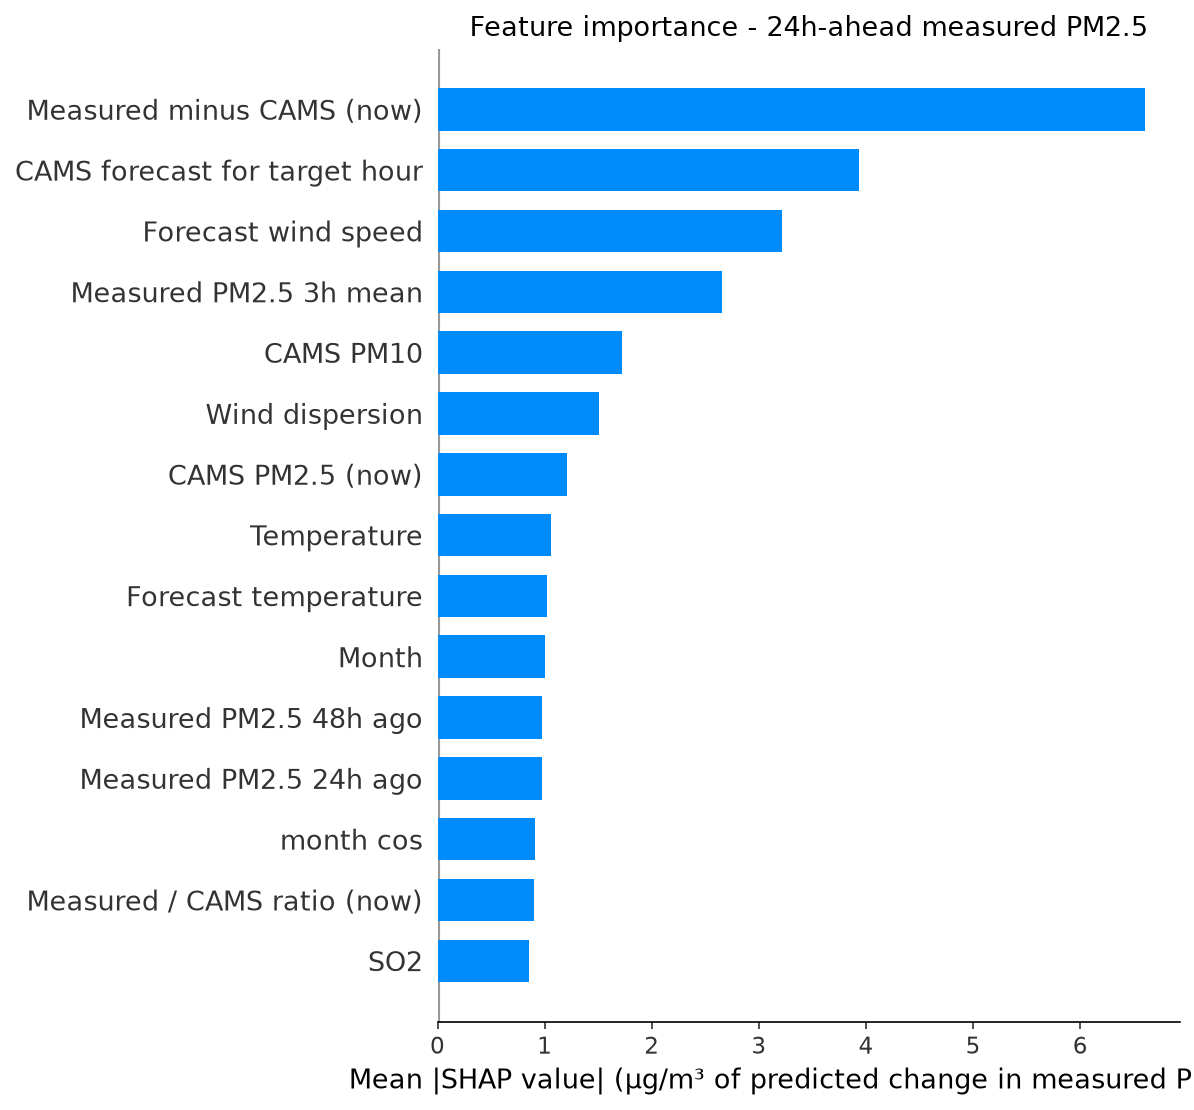 Feature importance - 24h-ahead measured PM2.5
Measured minus CAMS (now)
CAMS forecast for target hour
Forecast wind speed
Measured PM2.5 3h mean
CAMS PM10
Wind dispersion
CAMS PM2.5 (now)
Temperature
Forecast temperature
Month
Measured PM2.5 48h ago
Measured PM2.5 24h ago
month cos
Measured / CAMS ratio (now)
SO2
0 1 2 3 4 5 6
Mean |SHAP value| (µg/m³ of predicted change in measured P